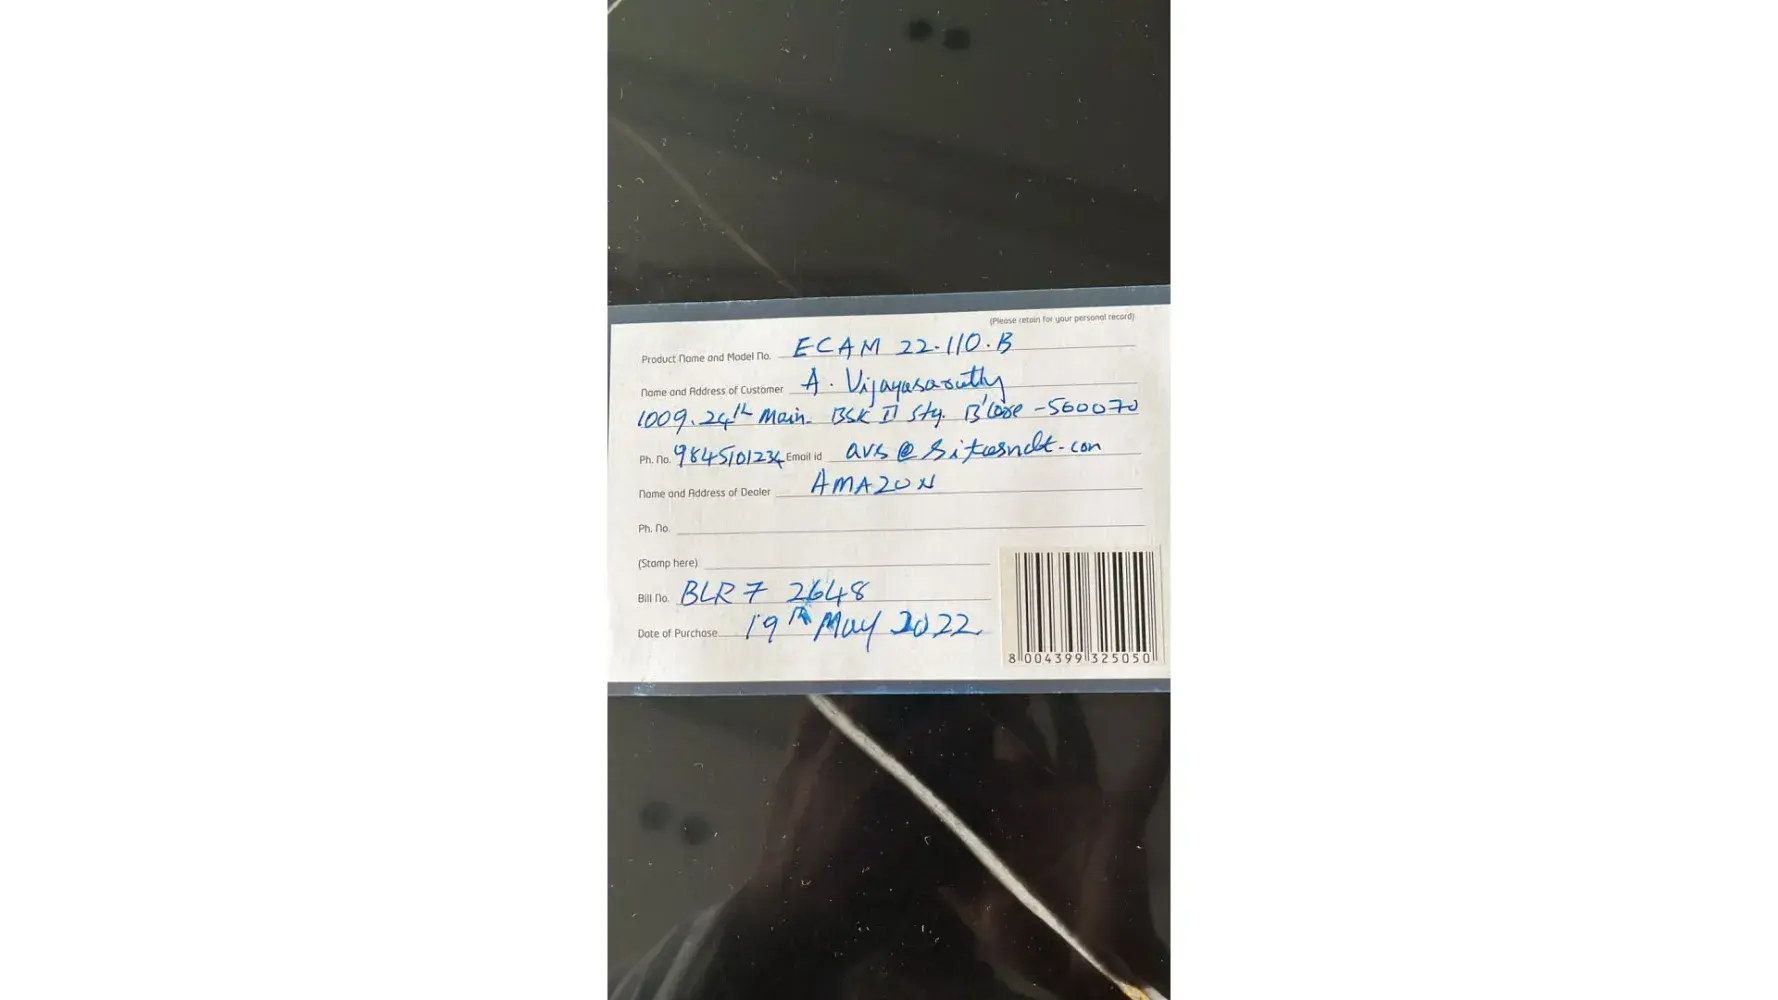 (Please retain for your personal record)
Product Name and Model No. ECAM 22.110.B
Name and Address of Customer A. Vijayasarathy
1009. 24th Main. BSK II Stg. B'lore -560070
Ph. No. 9845101234 Email id
Name and Address of Dealer AMAZON
Ph. No.
(Stamp here)
Bill No. BLR7 2648
Date of Purchase 19th May 2022
8 004399 325050